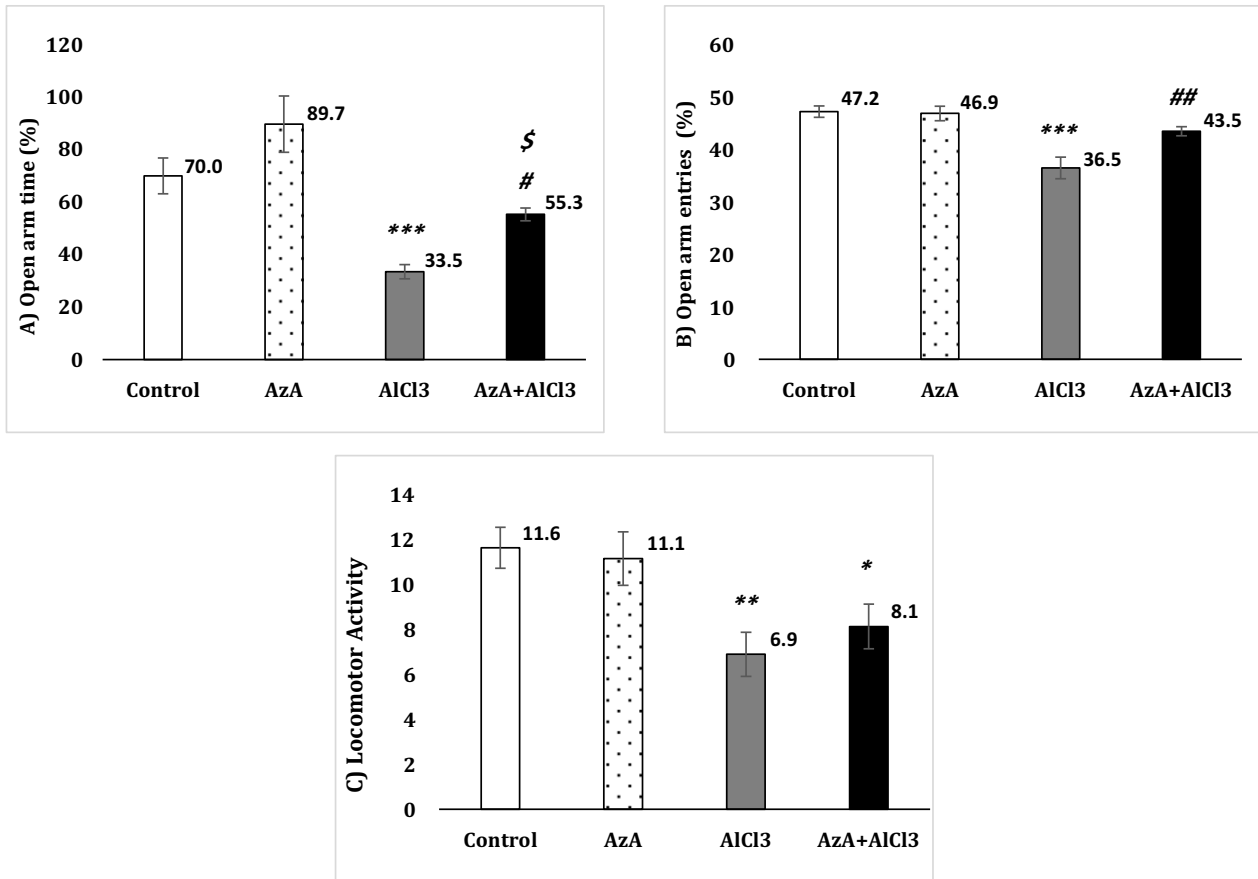 A) Open arm time (%)
120
100
80
60
40
20
0
70.0
89.7
***
33.5
$
#
55.3
Control
AzA
AlCl3
AzA+AlCl3
B) Open arm entries (%)
60
50
40
30
20
10
0
47.2
46.9
***
36.5
##
43.5
Control
AzA
AlCl3
AzA+AlCl3
C) Locomotor Activity
14
12
10
8
6
4
2
0
11.6
11.1
**
6.9
*
8.1
Control
AzA
AlCl3
AzA+AlCl3